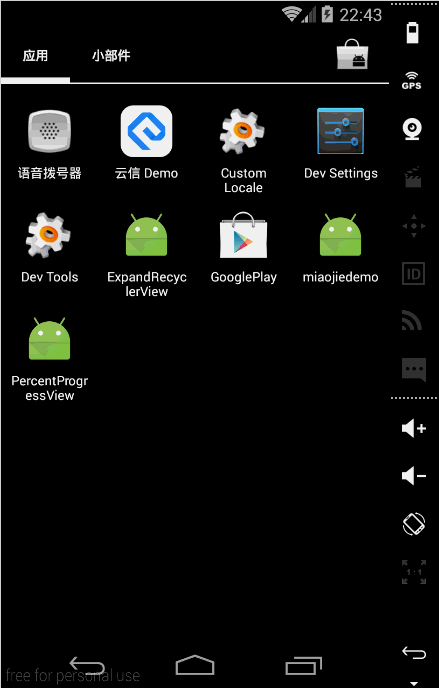 22:43
应用 小部件
GPS
语音拨号器 云信 Demo Custom Locale Dev Settings
Dev Tools ExpandRecyclerView GooglePlay miaojiedemo
ID
PercentProgressView
1:1
free for personal use